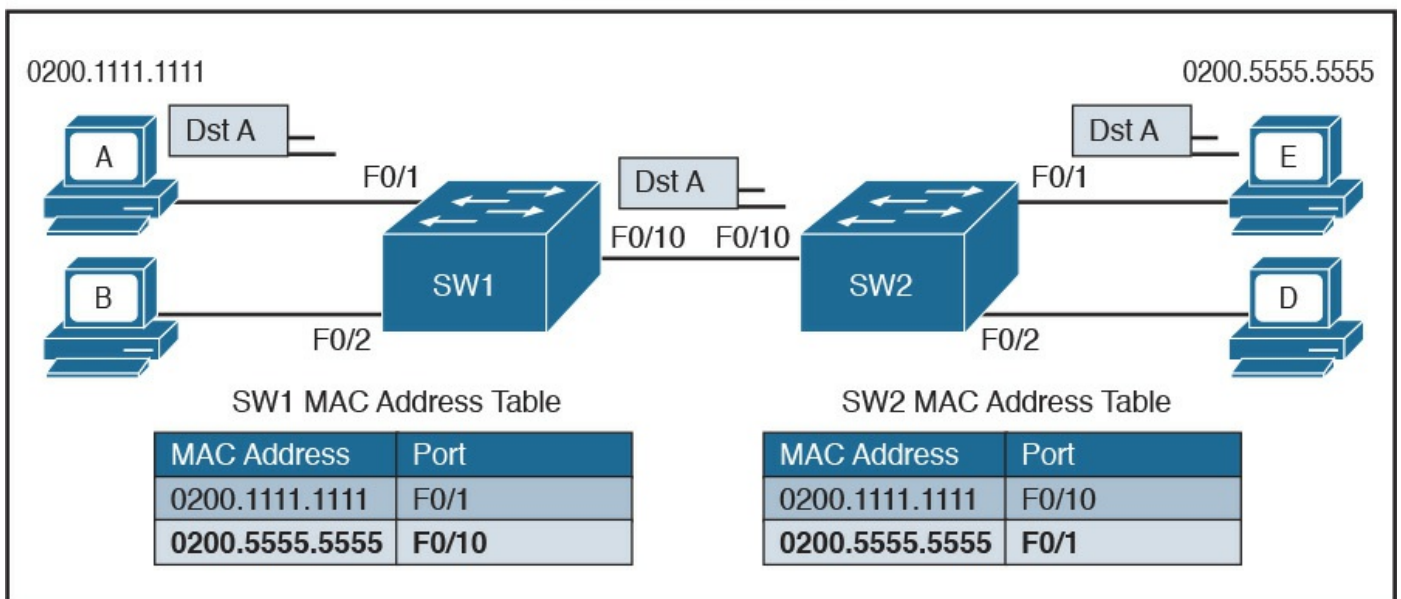 0200.1111.1111
0200.5555.5555
Dst A
Dst A
A
E
F0/1
Dst A
F0/1
F0/10
F0/10
SW1
SW2
B
D
F0/2
F0/2
SW1 MAC Address Table
SW2 MAC Address Table
MAC Address Port
0200.1111.1111 F0/1
0200.5555.5555 F0/10
MAC Address Port
0200.1111.1111 F0/10
0200.5555.5555 F0/1